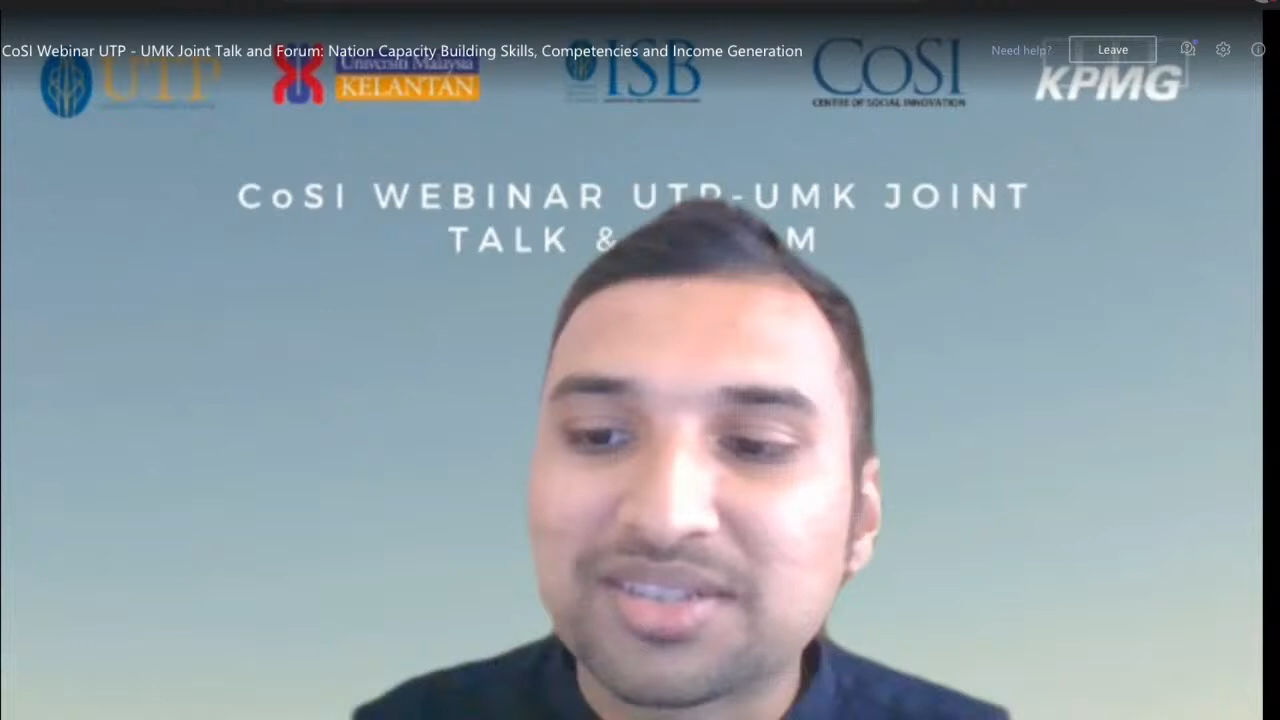 CoSI Webinar UTP - UMK Joint Talk and Forum: Nation Capacity Building Skills, Competencies and Income Generation
Need help?
Leave
UTP
Universiti Malaysia
KELANTAN
ISB
CoSI
CENTRE OF SOCIAL INNOVATION
KPMG
CoSI WEBINAR UTP-UMK JOINT
TALK &